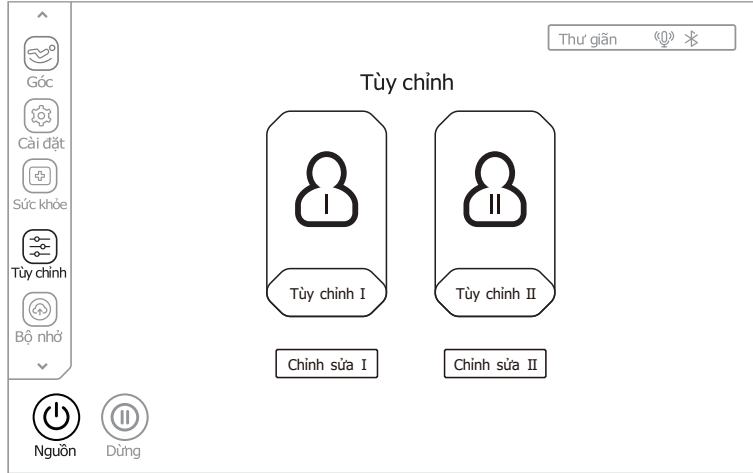 Thư giãn
Góc
Cài đặt
Sức khỏe
Tùy chỉnh
Bộ nhớ
Tùy chỉnh
I
II
Tùy chỉnh I
Tùy chỉnh II
Chỉnh sửa I
Chỉnh sửa II
Nguồn
Dừng